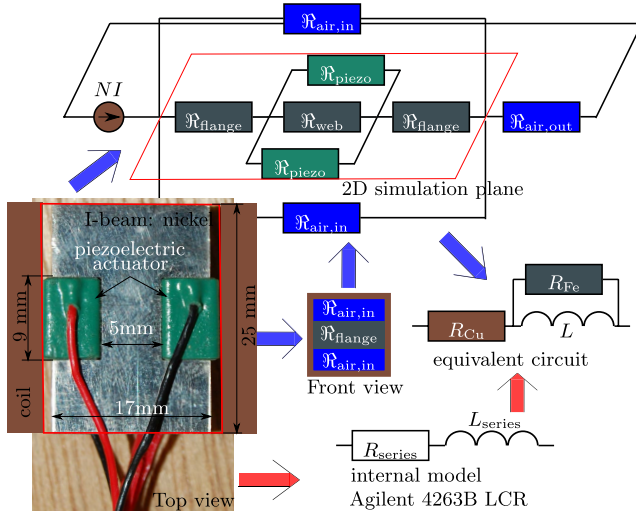 ℜair,in
NI
ℜpiezo
ℜflange
ℜweb
ℜflange
ℜair,out
ℜpiezo
2D simulation plane
ℜair,in
I-beam: nickel
piezoelectric
actuator
9 mm
5mm
25 mm
coil
17mm
Top view
ℜair,in
ℜflange
ℜair,in
Front view
RFe
RCu
L
equivalent circuit
Lseries
Rseries
internal model
Agilent 4263B LCR